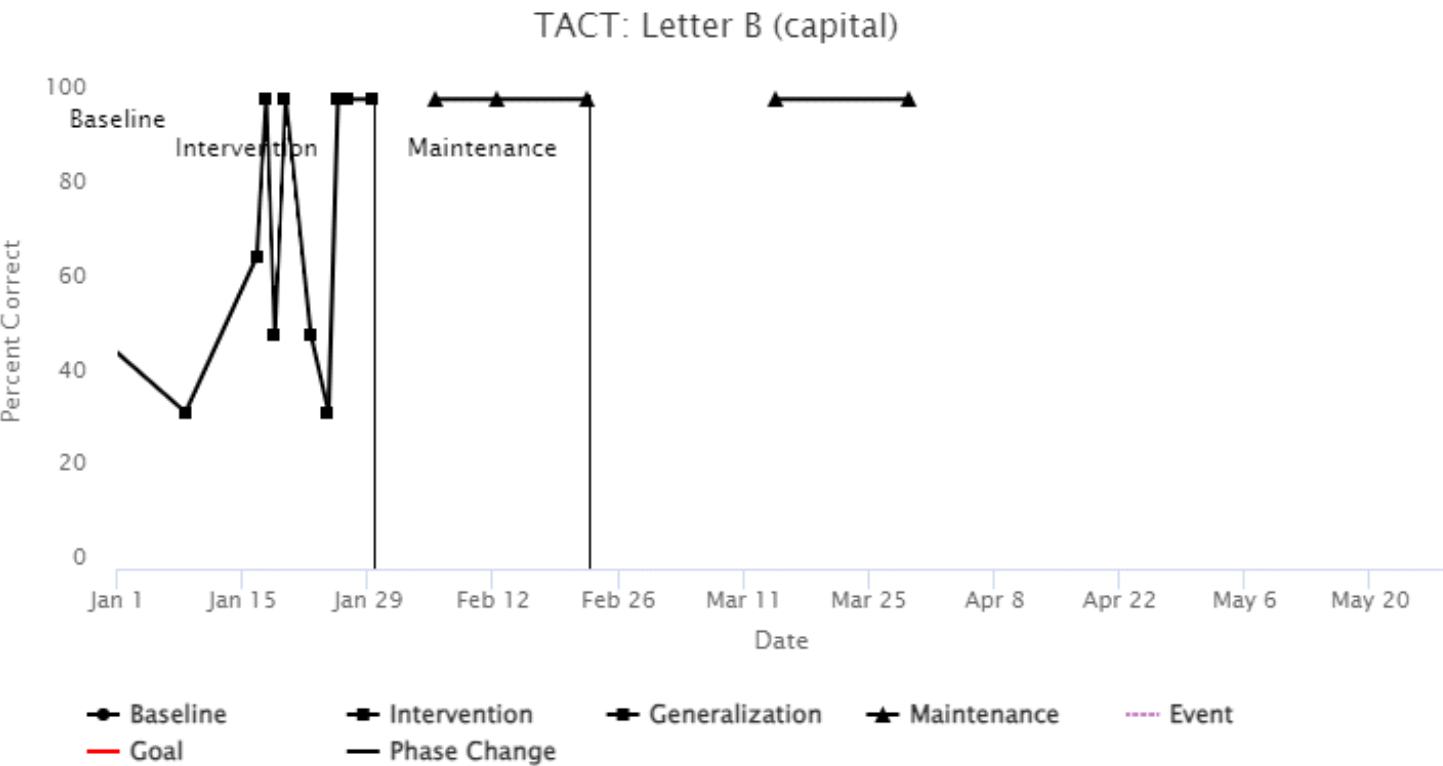 TACT: Letter B (capital)
100
Baseline
Intervention
Maintenance
80
60
40
20
0
Percent Correct
Jan 1 Jan 15 Jan 29 Feb 12 Feb 26 Mar 11 Mar 25 Apr 8 Apr 22 May 6 May 20
Date
Baseline Intervention Generalization Maintenance Event
Goal Phase Change